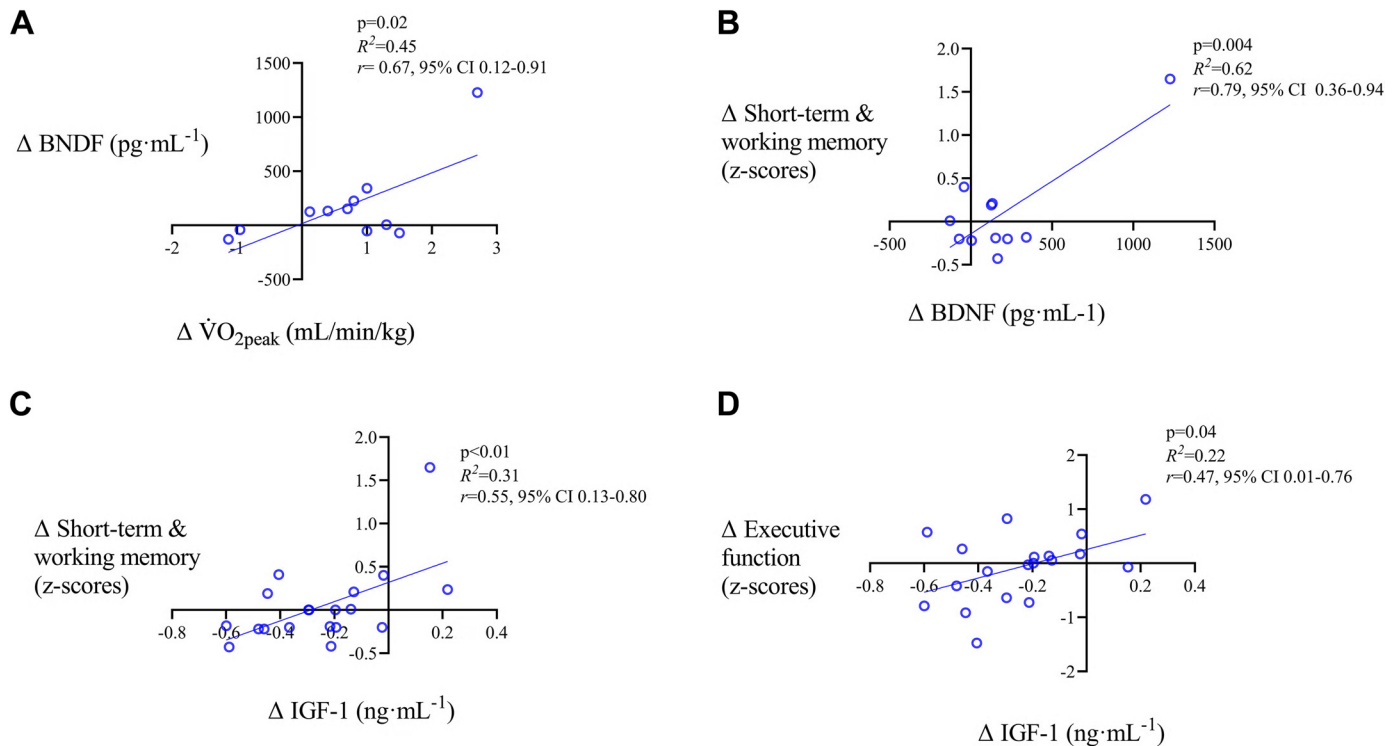 A
p=0.02
R²=0.45
r= 0.67, 95% CI 0.12-0.91
1500
1000
500
-500
Δ BNDF (pg·mL⁻¹)
-2
-1
1
2
3
Δ V̇O₂peak (mL/min/kg)
B
p=0.004
R²=0.62
r=0.79, 95% CI 0.36-0.94
2.0
1.5
1.0
0.5
-0.5
Δ Short-term &
working memory
(z-scores)
-500
500
1000
1500
Δ BDNF (pg·mL-1)
C
p<0.01
R²=0.31
r=0.55, 95% CI 0.13-0.80
2.0
1.5
1.0
0.5
-0.5
Δ Short-term &
working memory
(z-scores)
-0.8
-0.6
-0.4
-0.2
0.2
0.4
Δ IGF-1 (ng·mL⁻¹)
D
p=0.04
R²=0.22
r=0.47, 95% CI 0.01-0.76
2
1
-1
-2
Δ Executive
function
(z-scores)
-0.8
-0.6
-0.4
-0.2
0.2
0.4
Δ IGF-1 (ng·mL⁻¹)